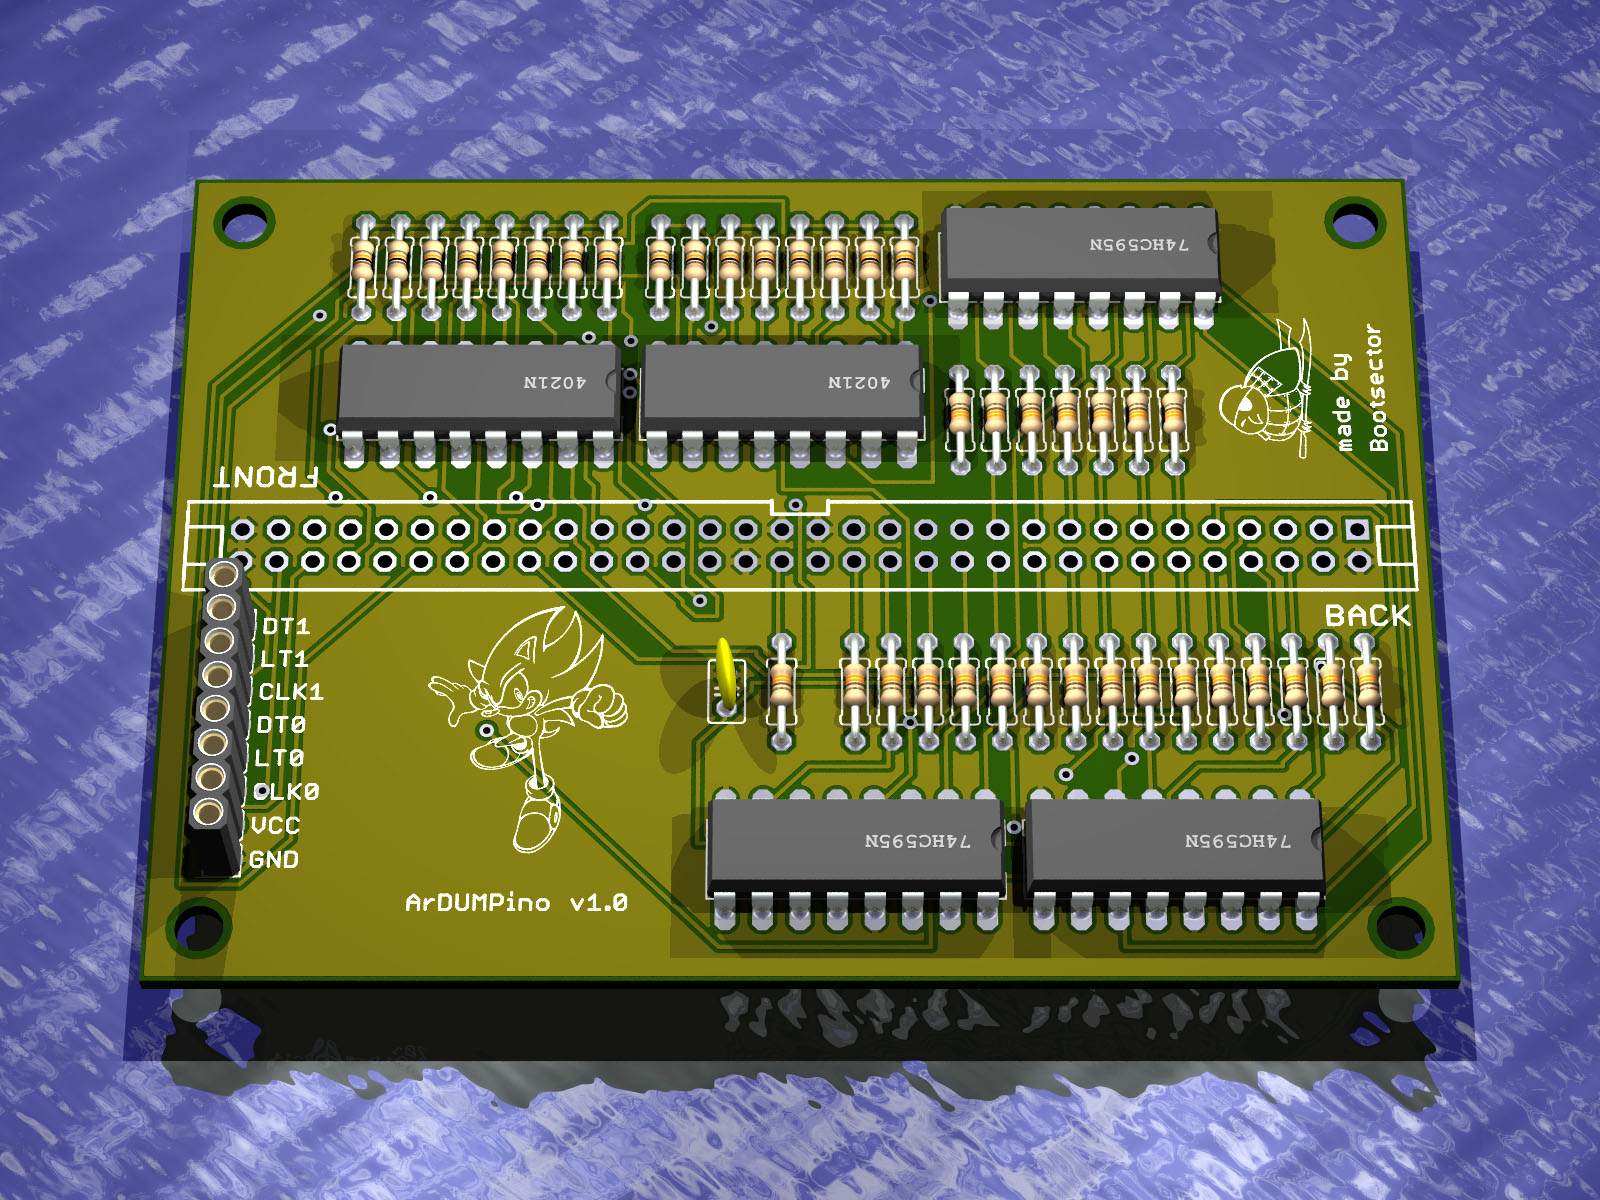 74HC595N
4021N
4021N
made by
Bootsector
FRONT
BACK
DT1
LT1
CLK1
DT0
LT0
CLK0
VCC
GND
74HC595N
74HC595N
ArDUMPino v1.0